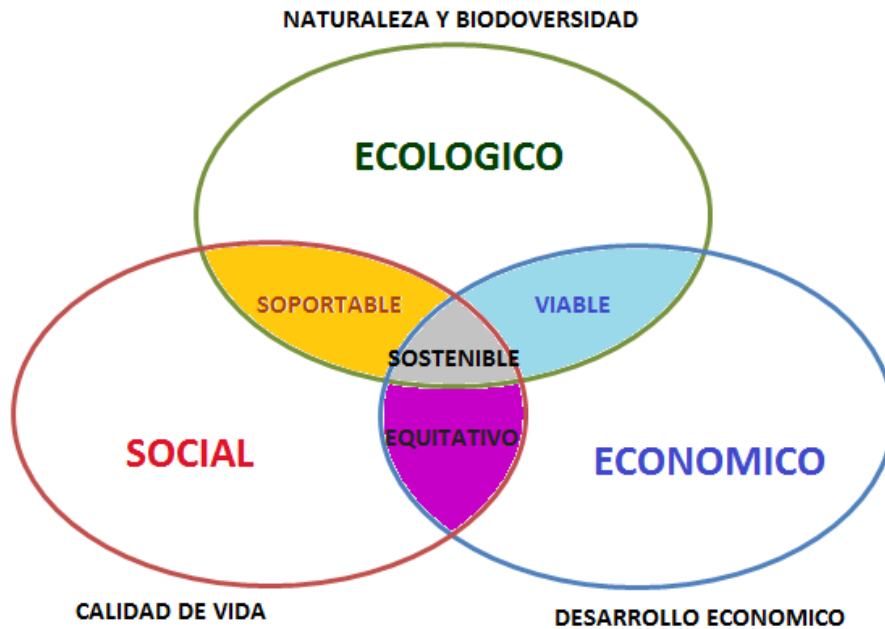 NATURALEZA Y BIODOVERSIDAD
ECOLOGICO
SOPORTABLE
VIABLE
SOSTENIBLE
EQUITATIVO
SOCIAL
ECONOMICO
CALIDAD DE VIDA
DESARROLLO ECONOMICO